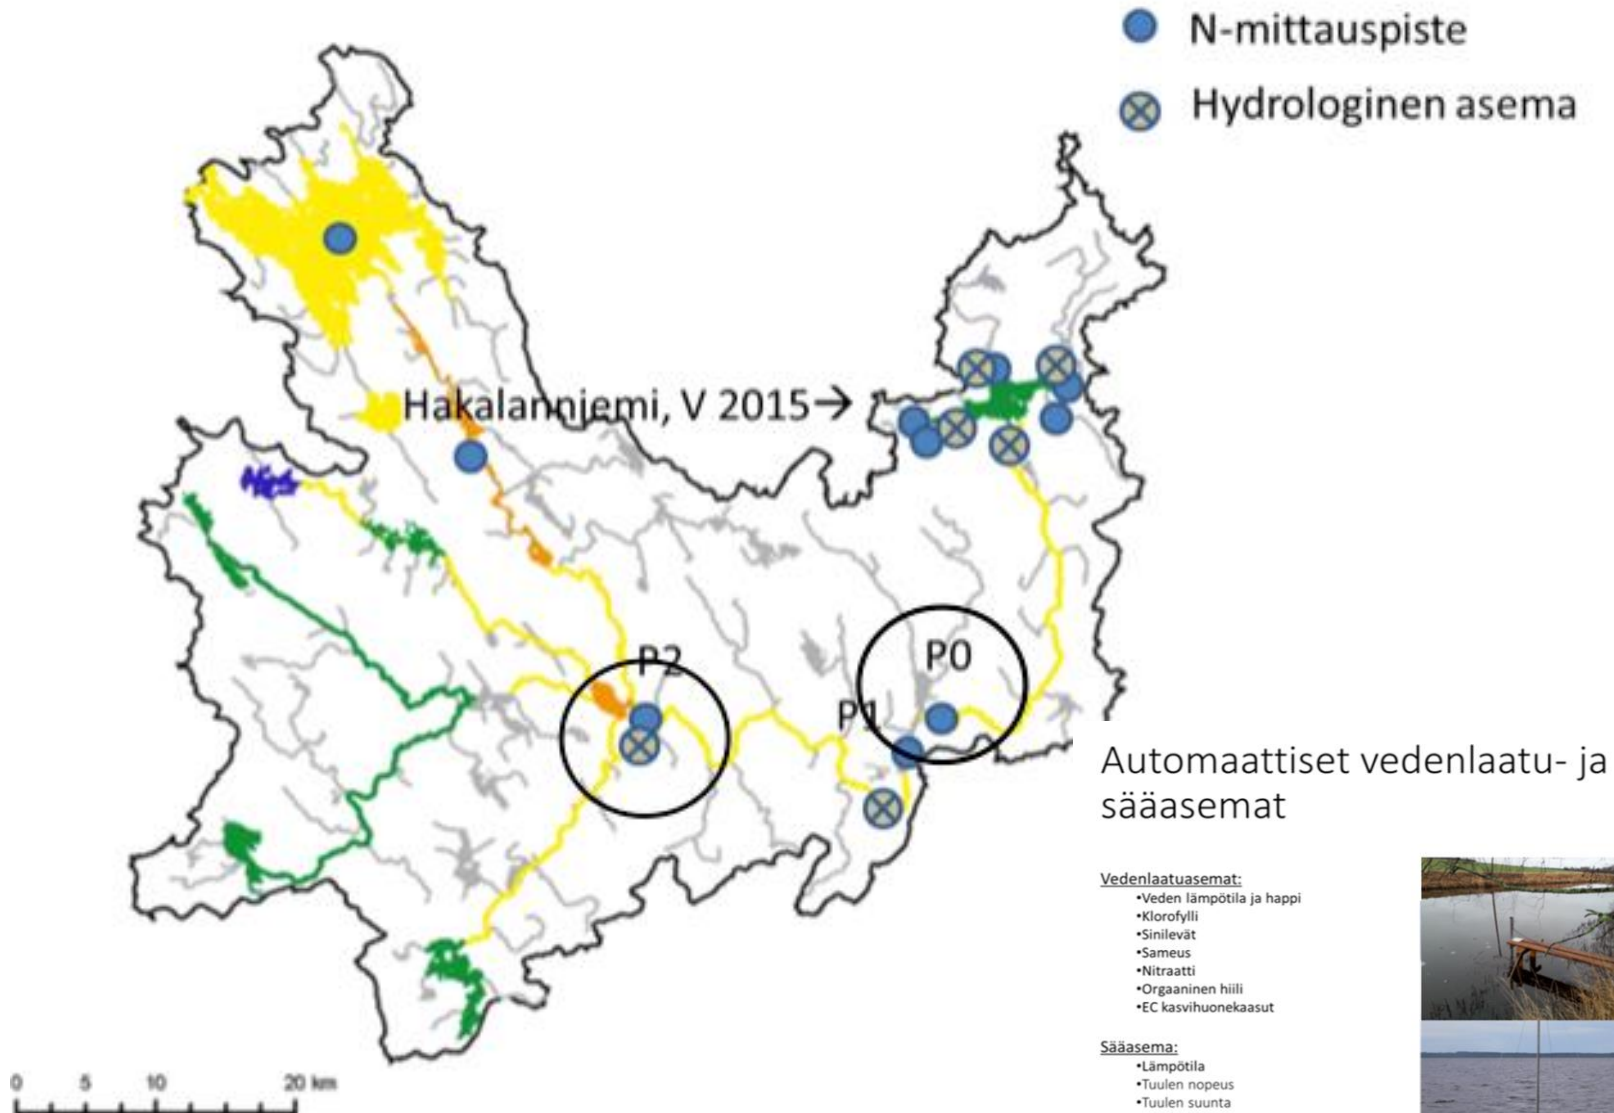 N-mittauspiste
Hydrologinen asema
Hakalanniemi, V 2015→
P2
P0
P1
Automaattiset vedenlaatu- ja
sääasemat
Vedenlaatuasemat:
•Veden lämpötila ja happi
•Klorofylli
•Sinilevät
•Sameus
•Nitraatti
•Orgaaninen hiili
•EC kasvihuonekaasut
Sääasema:
•Lämpötila
•Tuulen nopeus
•Tuulen suunta
0 5 10 20 km